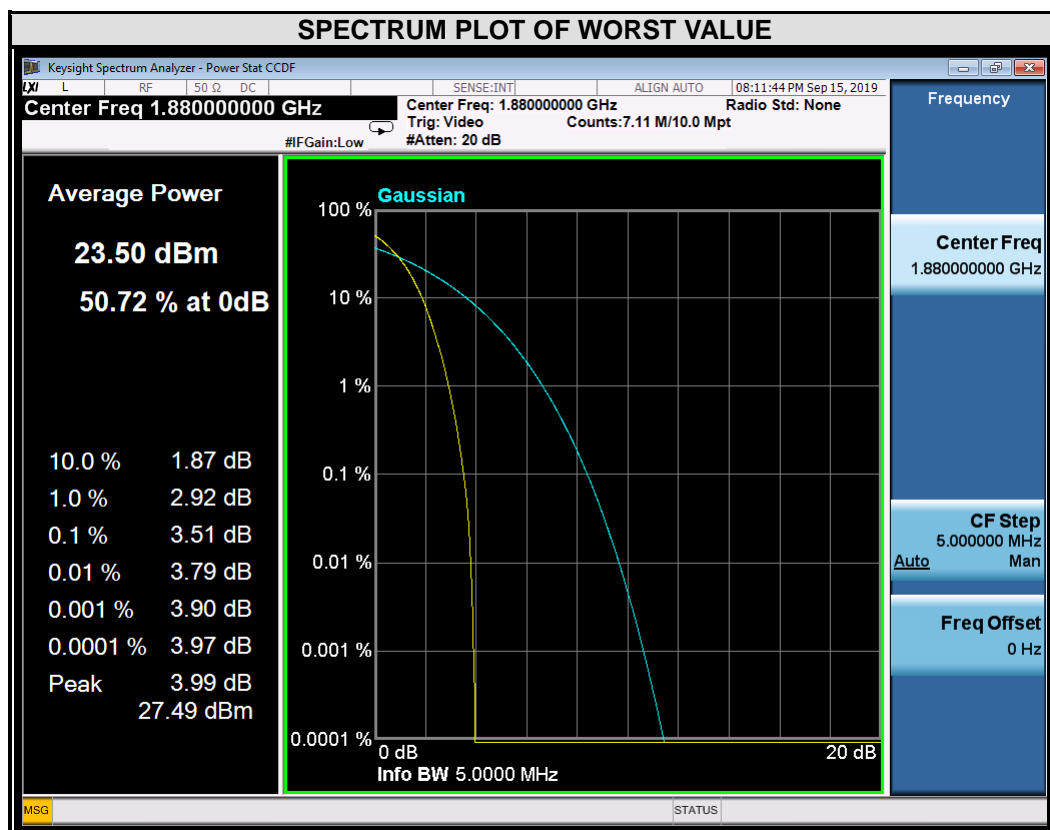 SPECTRUM PLOT OF WORST VALUE
Keysight Spectrum Analyzer - Power Stat CCDF
LXI L RF 50 Ω DC SENSE:INT ALIGN AUTO 08:11:44 PM Sep 15, 2019
Center Freq 1.880000000 GHz
Center Freq: 1.880000000 GHz Radio Std: None
Trig: Video Counts:7.11 M/10.0 Mpt
#IFGain:Low #Atten: 20 dB
Average Power
23.50 dBm
50.72 % at 0dB
10.0 % 1.87 dB
1.0 % 2.92 dB
0.1 % 3.51 dB
0.01 % 3.79 dB
0.001 % 3.90 dB
0.0001 % 3.97 dB
Peak 3.99 dB
27.49 dBm
Gaussian
100 %
10 %
1 %
0.1 %
0.01 %
0.001 %
0.0001 %
0 dB 20 dB
Info BW 5.0000 MHz
Frequency
Center Freq
1.880000000 GHz
CF Step
5.000000 MHz
Auto Man
Freq Offset
0 Hz
MSG STATUS